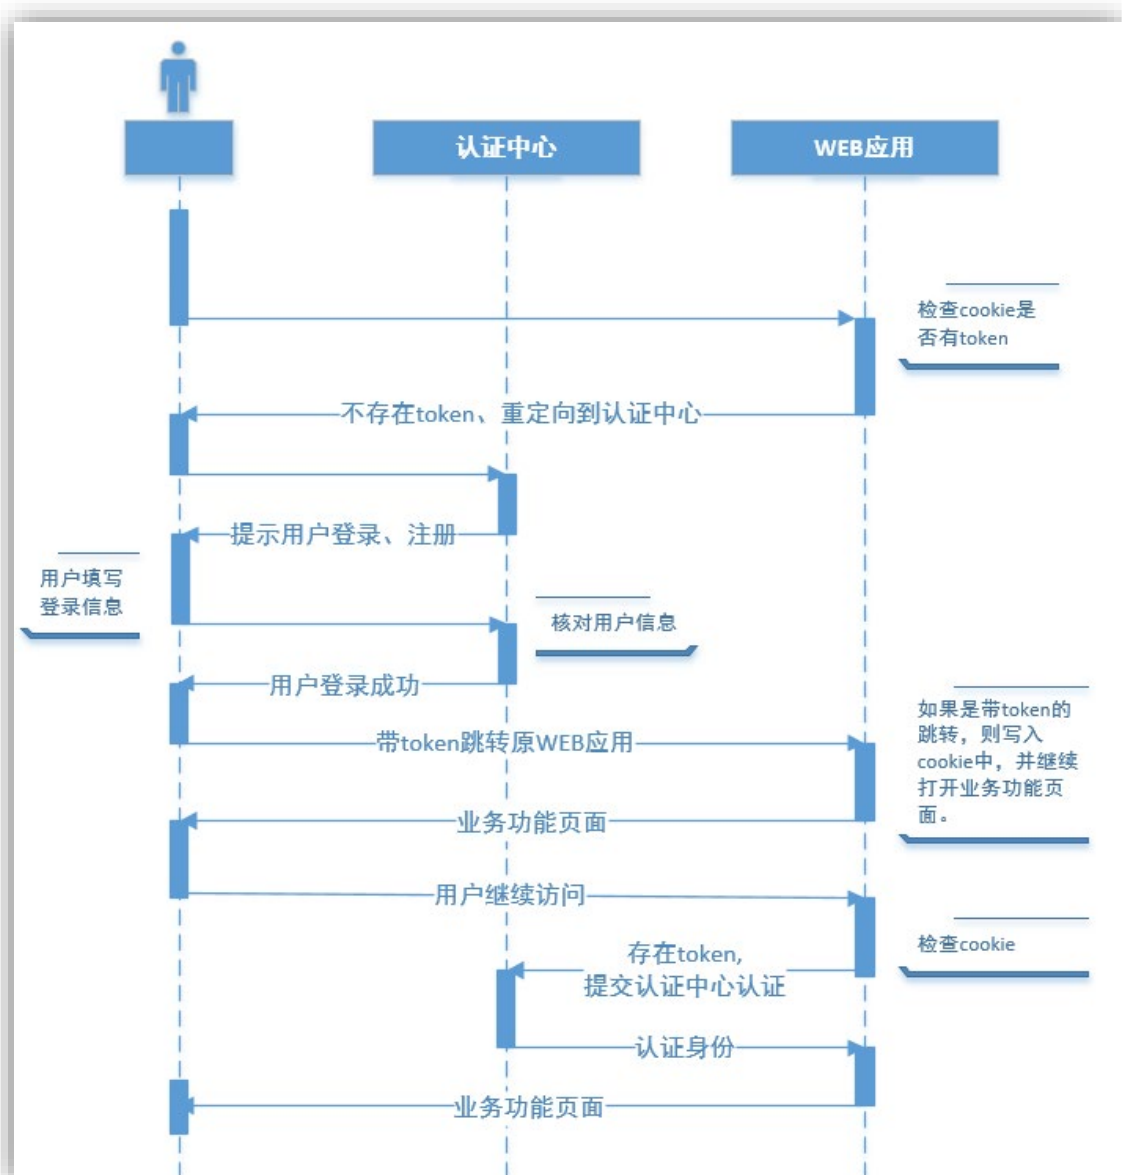 认证中心
WEB应用
检查cookie是
否有token
不存在token、重定向到认证中心
提示用户登录、注册
用户填写
登录信息
核对用户信息
用户登录成功
带token跳转原WEB应用
如果是带token的
跳转，则写入
cookie中，并继续
打开业务功能页
面。
业务功能页面
用户继续访问
检查cookie
存在token,
提交认证中心认证
认证身份
业务功能页面